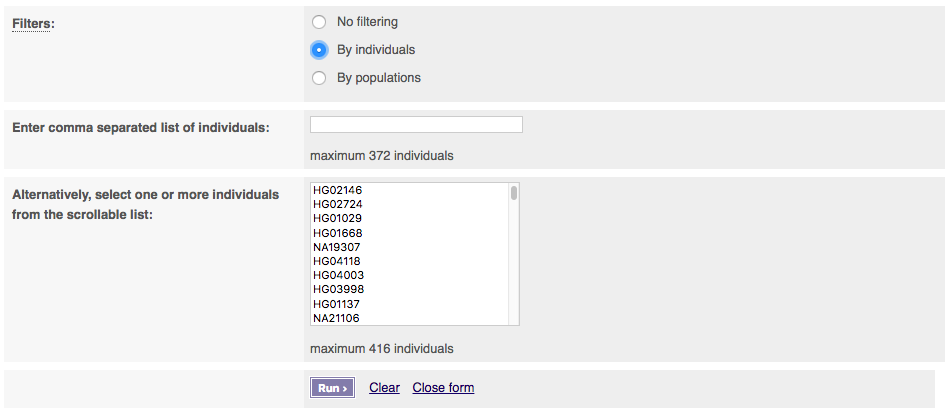 Filters:
No filtering
By individuals
By populations
Enter comma separated list of individuals:
maximum 372 individuals
Alternatively, select one or more individuals
from the scrollable list:
HG02146
HG02724
HG01029
HG01668
NA19307
HG04118
HG04003
HG03998
HG01137
NA21106
maximum 416 individuals
Run ›
Clear
Close form